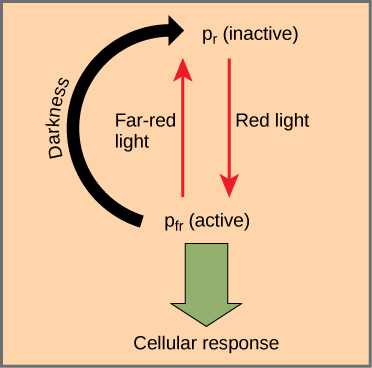 pr (inactive)
Darkness
Far-red
light
Red light
pfr (active)
Cellular response